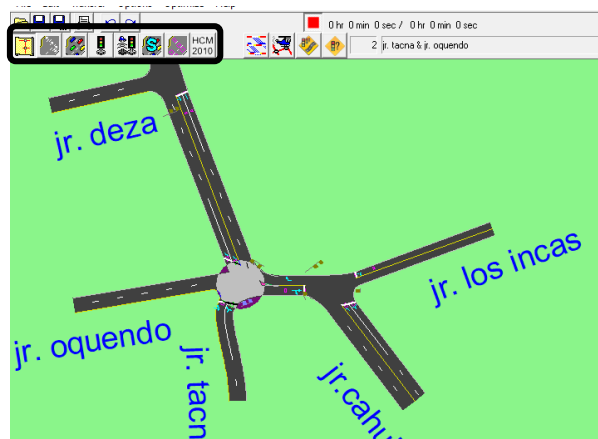 0 hr 0 min 0 sec / 0 hr 0 min 0 sec
HCM
2010
2 jr. tacna & jr. oquendo
jr. deza
jr. los incas
jr. oquendo
jr. tacn
jr.cahu